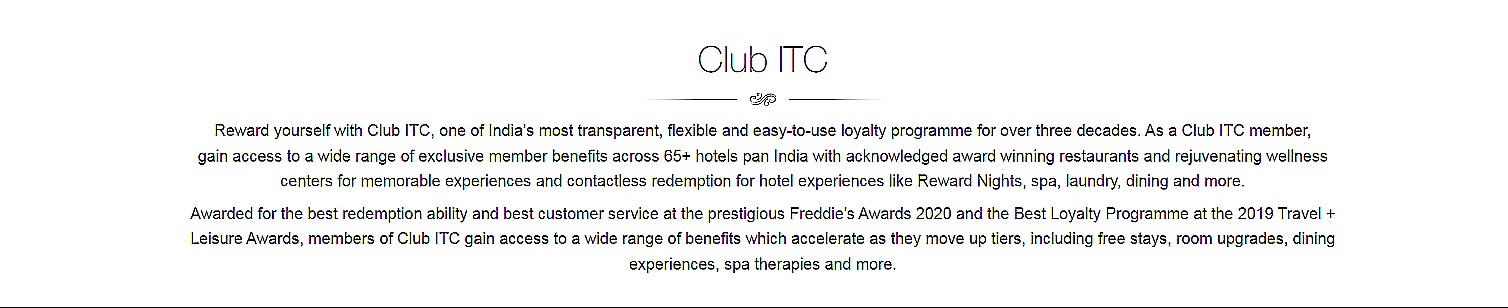 Club ITC
Reward yourself with Club ITC, one of India's most transparent, flexible and easy-to-use loyalty programme for over three decades. As a Club ITC member,
gain access to a wide range of exclusive member benefits across 65+ hotels pan India with acknowledged award winning restaurants and rejuvenating wellness
centers for memorable experiences and contactless redemption for hotel experiences like Reward Nights, spa, laundry, dining and more.
Awarded for the best redemption ability and best customer service at the prestigious Freddie's Awards 2020 and the Best Loyalty Programme at the 2019 Travel +
Leisure Awards, members of Club ITC gain access to a wide range of benefits which accelerate as they move up tiers, including free stays, room upgrades, dining
experiences, spa therapies and more.